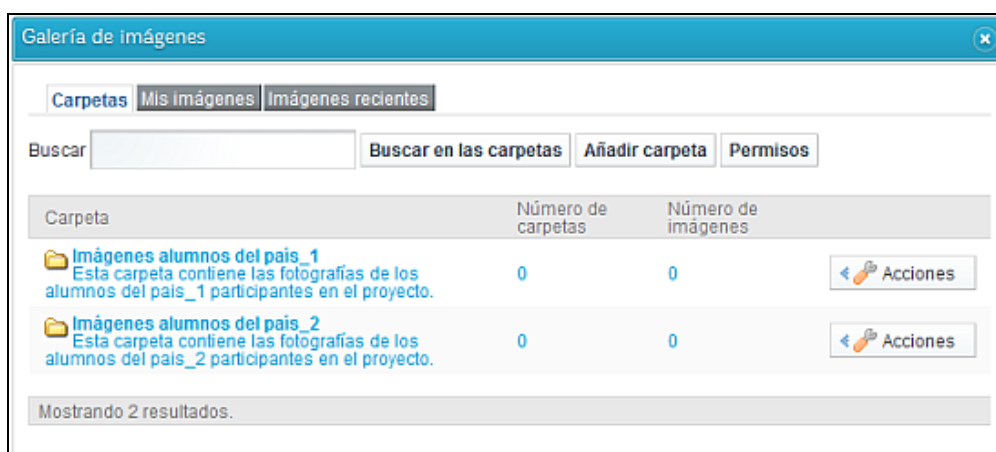 Galería de imágenes
Carpetas Mis imágenes Imágenes recientes
Buscar Buscar en las carpetas Añadir carpeta Permisos
Carpeta Número de carpetas Número de imágenes
Imágenes alumnos del pais_1
Esta carpeta contiene las fotografías de los
alumnos del pais_1 participantes en el proyecto.
0 0 Acciones
Imágenes alumnos del pais_2
Esta carpeta contiene las fotografías de los
alumnos del pais_2 participantes en el proyecto.
0 0 Acciones
Mostrando 2 resultados.